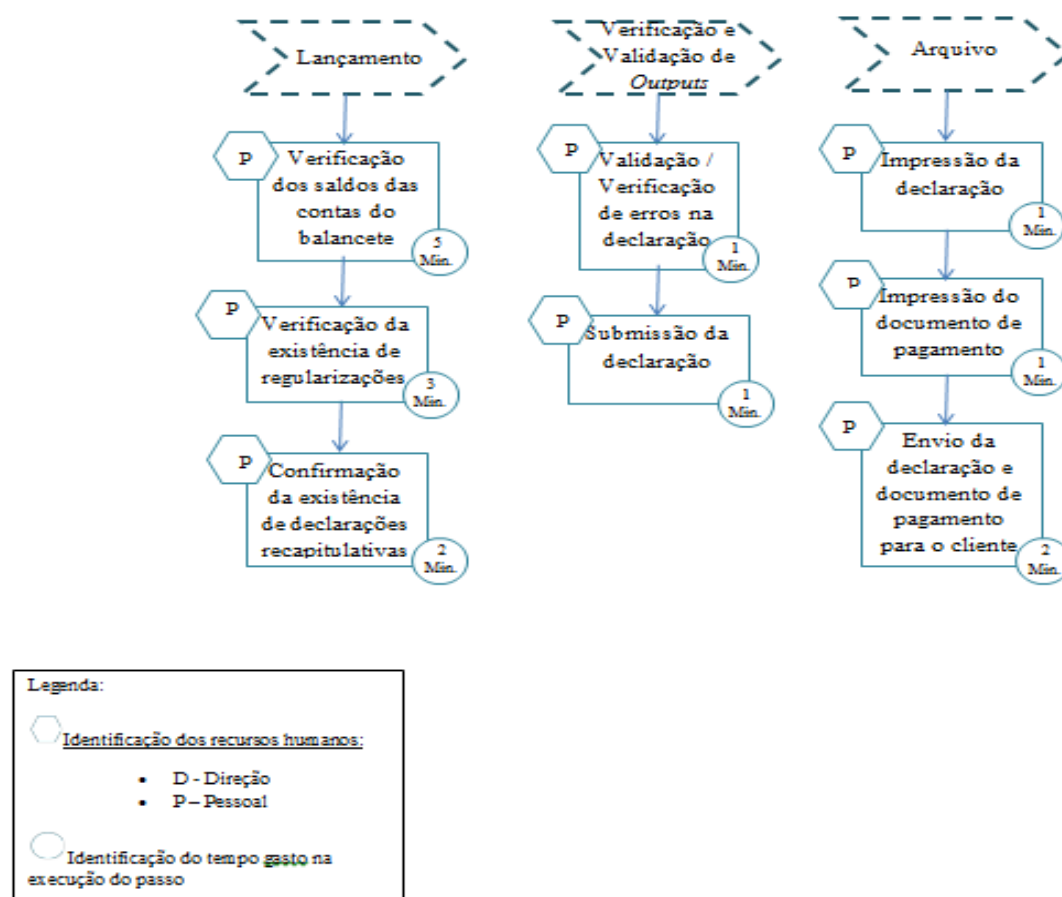 Lançamento
P
Verificação
dos saldos das
contas do
balancete
5
Min.
P
Verificação da
existência de
regularizações
3
Min.
P
Confirmação
da existência
de declarações
recapitulativas
2
Min.
Verificação e
Validação de
Outputs
P
Validação /
Verificação
de erros na
declaração
1
Min.
P
Submissão da
declaração
1
Min.
Arquivo
P
Impressão da
declaração
1
Min.
P
Impressão do
documento de
pagamento
1
Min.
P
Envio da
declaração e
documento de
pagamento
para o cliente
2
Min.
Legenda:
Identificação dos recursos humanos:
• D - Direção
• P – Pessoal
Identificação do tempo gasto na
execução do passo